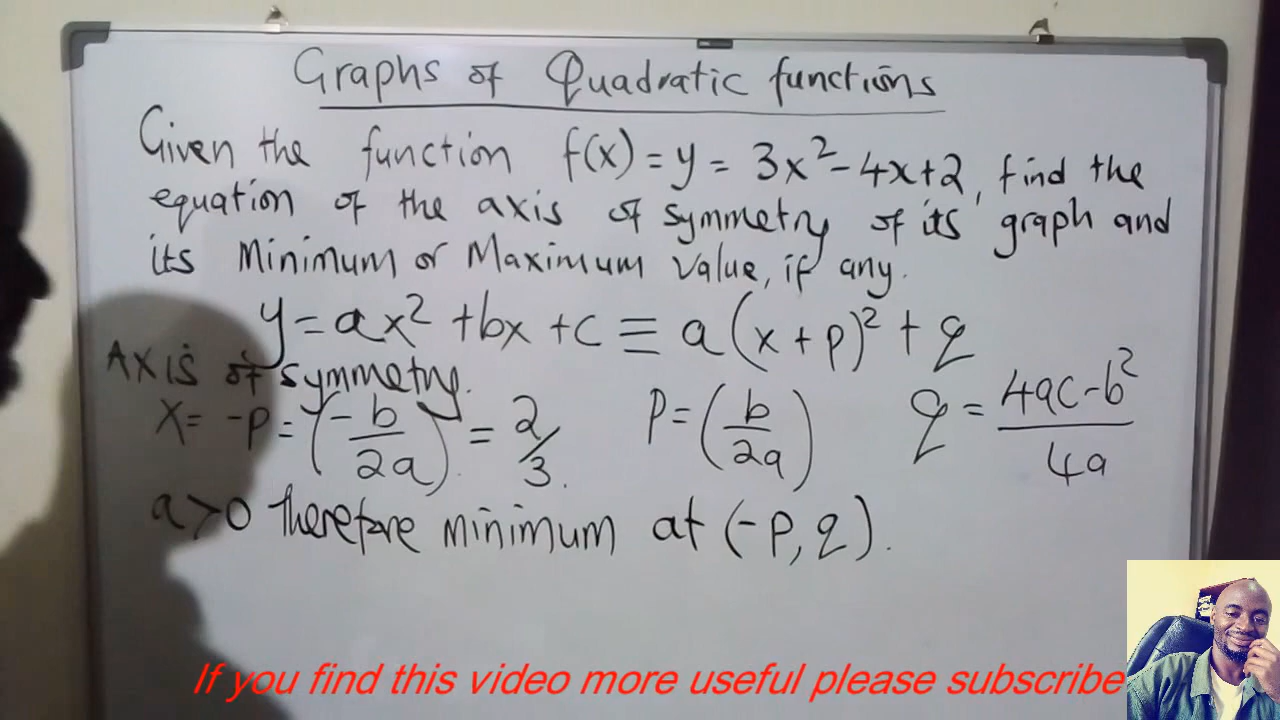 Graphs of Quadratic functions
Given the function f(x) = y = 3x² - 4x + 2, find the
equation of the axis of symmetry of its graph and
its Minimum or Maximum Value, if any.
y = ax² + bx + c ≡ a(x + p)² + q
Axis of symmetry.
x = -p = (-b/2a) = 2/3. P = (b/2a) q = 4ac - b²/4a
a > 0 therefore minimum at (-p, q).
If you find this video more useful please subscribe